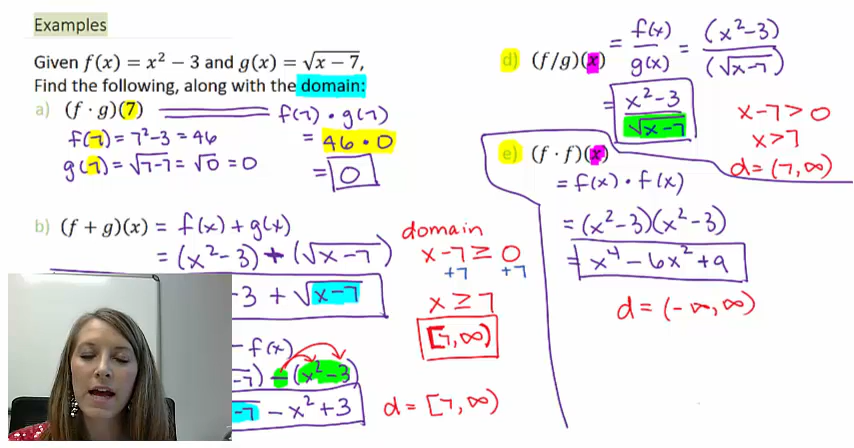 Examples
Given f(x) = x² − 3 and g(x) = √(x − 7),
Find the following, along with the domain:
a) (f · g)(7) = f(7) · g(7)
f(7) = 7² − 3 = 46
= 46 • 0
g(7) = √(7−7) = √0 = 0
= 0
b) (f + g)(x) = f(x) + g(x)
= (x² − 3) + (√(x − 7))
−3 + √(x−7)
domain
x − 7 ≥ 0
+7 +7
x ≥ 7
[7, ∞)
− f(x)
−7) − (x² − 3)
−7 − x² + 3
d = [7, ∞)
d) (f/g)(x) = f(x)/g(x) = (x² − 3)/(√(x−7))
= (x² − 3)/√(x−7)
x − 7 > 0
x > 7
d = (7, ∞)
e) (f · f)(x)
= f(x) · f(x)
= (x² − 3)(x² − 3)
= x⁴ − 6x² + 9
d = (−∞, ∞)